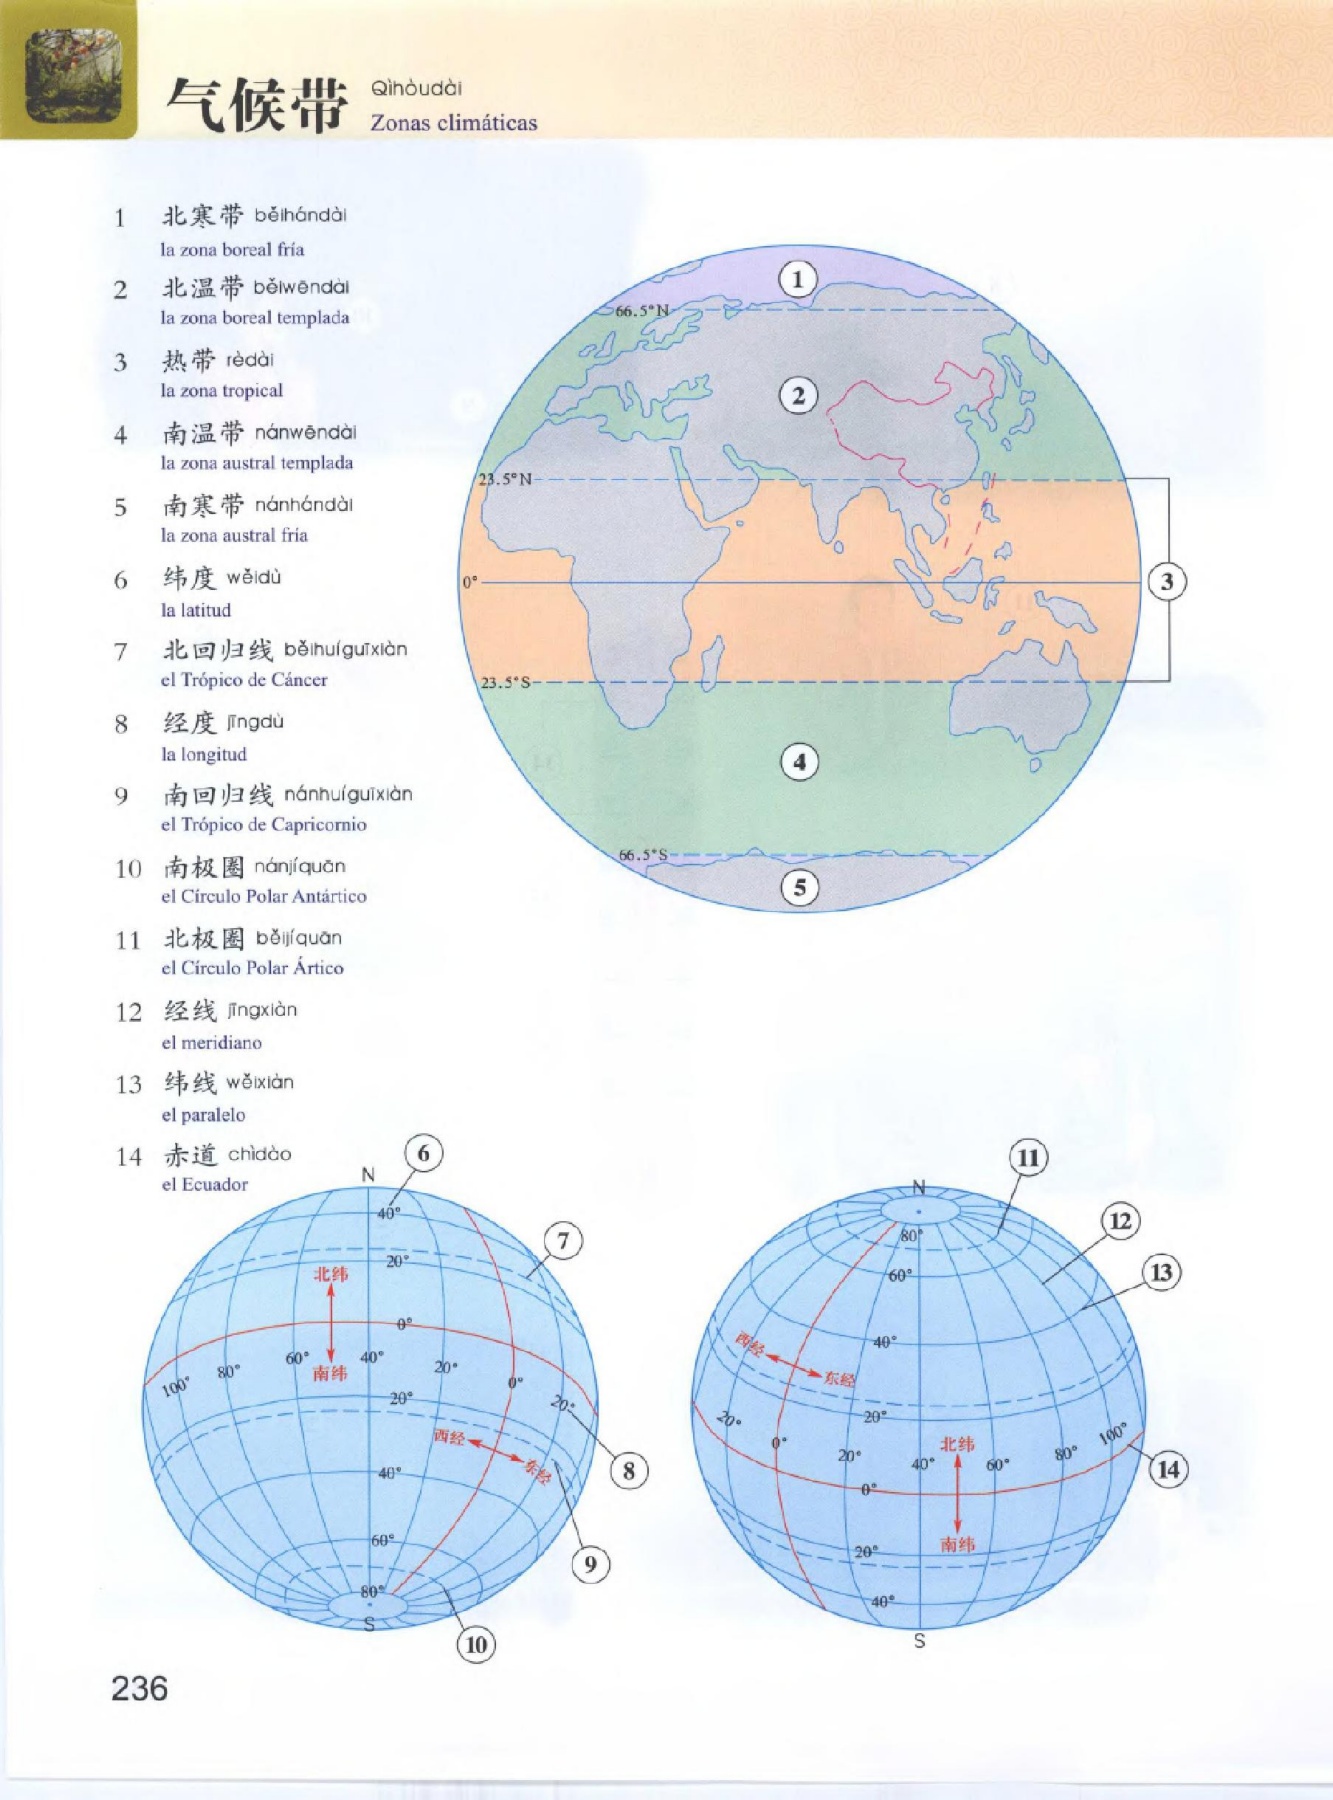 气候带 Qìhòudài
Zonas climáticas
1 北寒带 běihándài
la zona boreal fría
2 北温带 běiwēndài
la zona boreal templada
3 热带 rèdài
la zona tropical
4 南温带 nánwēndài
la zona austral templada
5 南寒带 nánhándài
la zona austral fría
6 纬度 wěidù
la latitud
7 北回归线 běihuíguīxiàn
el Trópico de Cáncer
8 经度 jīngdù
la longitud
9 南回归线 nánhuíguīxiàn
el Trópico de Capricornio
10 南极圈 nánjíquān
el Círculo Polar Antártico
11 北极圈 běijíquān
el Círculo Polar Ártico
12 经线 jīngxiàn
el meridiano
13 纬线 wěixiàn
el paralelo
14 赤道 chìdào
el Ecuador
1
66.5°N
2
23.5°N
0°
3
23.5°S
4
66.5°S
5
6
N
40°
7
20°
北纬
0°
100° 80° 60° 40° 20° 0° 20°
南纬
20°
西经
东经
8
40°
9
60°
80°
S
10
11
N
12
80°
13
60°
40°
西经
东经
20°
20° 0° 20° 40° 60° 80° 100°
北纬
14
0°
南纬
20°
40°
S
236